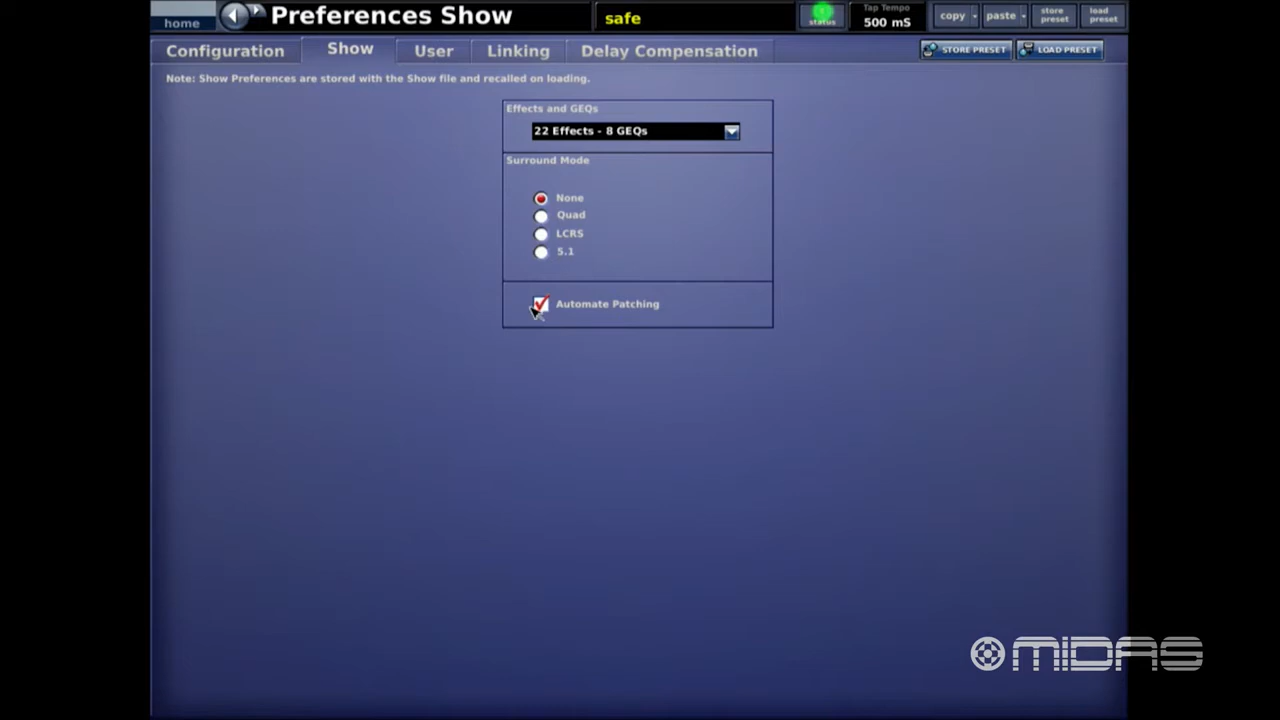 home
Preferences Show
safe
status
Tap Tempo
500 mS
copy
paste
store preset
load preset
Configuration
Show
User
Linking
Delay Compensation
STORE PRESET
LOAD PRESET
Note: Show Preferences are stored with the Show file and recalled on loading.
Effects and GEQs
22 Effects - 8 GEQs
Surround Mode
None
Quad
LCRS
5.1
Automate Patching
MIDAS